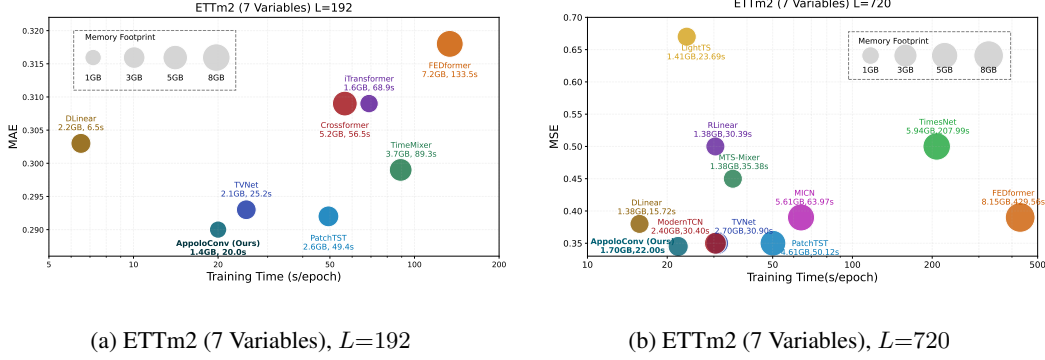 ETTm2 (7 Variables) L=192
MAE
0.320
0.315
0.310
0.305
0.300
0.295
0.290
Memory Footprint
1GB
3GB
5GB
8GB
FEDformer
7.2GB, 133.5s
iTransformer
1.6GB, 68.9s
Crossformer
5.2GB, 56.5s
DLinear
2.2GB, 6.5s
TimeMixer
3.7GB, 89.3s
TVNet
2.1GB, 25.2s
PatchTST
2.6GB, 49.4s
AppoloConv (Ours)
1.4GB, 20.0s
5
10
20
50
100
200
Training Time (s/epoch)
(a) ETTm2 (7 Variables), L=192
ETTm2 (7 Variables) L=720
MSE
0.70
0.65
0.60
0.55
0.50
0.45
0.40
0.35
Memory Footprint
1GB
3GB
5GB
8GB
LightTS
1.41GB,23.69s
TimesNet
5.94GB,207.99s
RLinear
1.38GB,30.39s
MTS-Mixer
1.38GB,35.38s
MICN
5.61GB,63.97s
FEDformer
8.15GB,429.56s
DLinear
1.38GB,15.72s
ModernTCN
2.40GB,30.40s
TVNet
2.70GB,30.90s
AppoloConv (Ours)
1.70GB,22.00s
PatchTST
4.61GB,50.12s
10
20
50
100
200
500
Training Time(s/epoch)
(b) ETTm2 (7 Variables), L=720